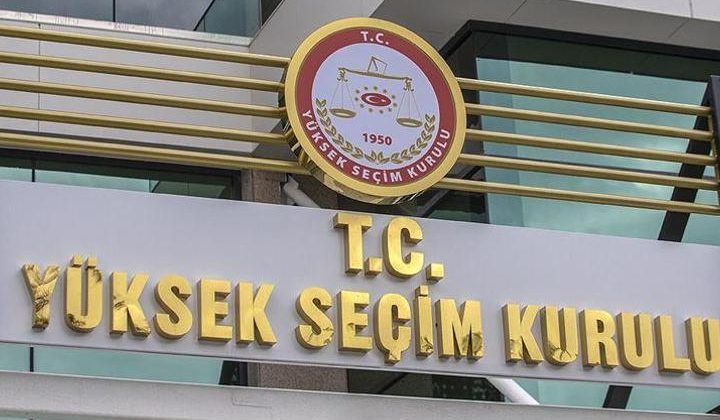 T.C.
1950
YÜKSEK SEÇİM KURULU
T.C.
YÜKSEK SEÇİM KURULU